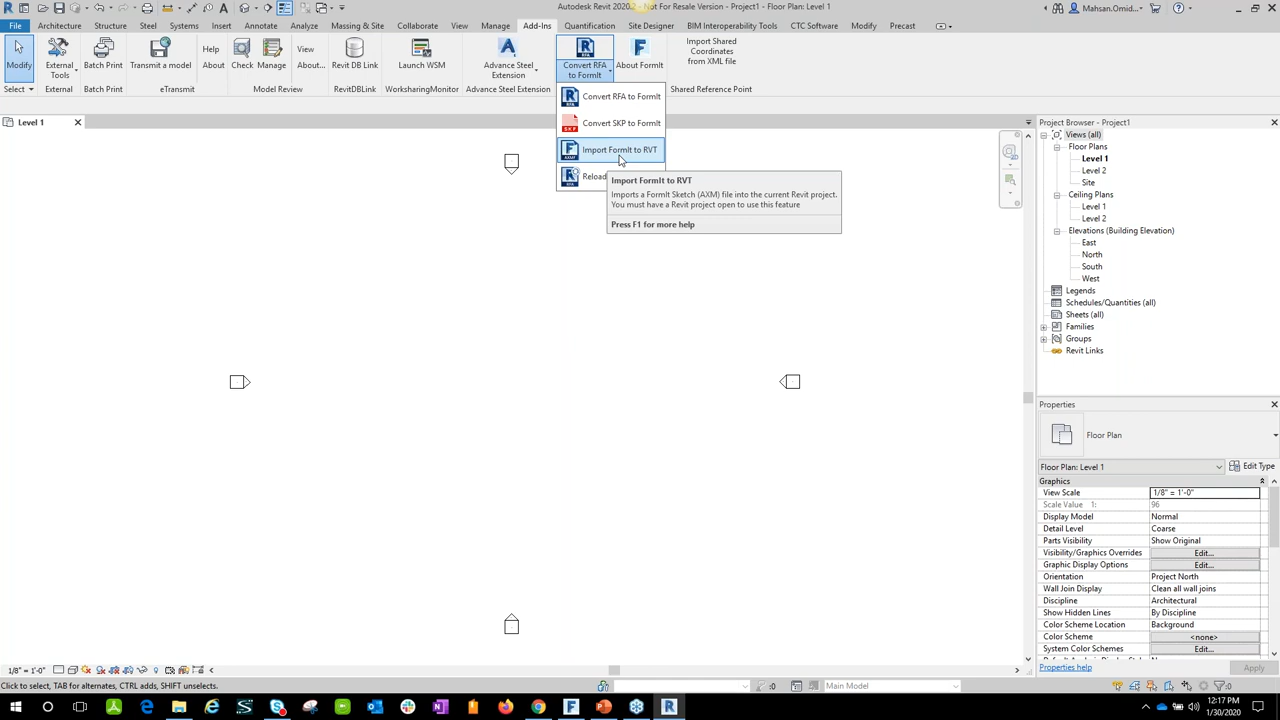 Autodesk Revit 2020.2 - Not For Resale Version - Project1 - Floor Plan: Level 1
Mahsan.Omid...
File Architecture Structure Steel Systems Insert Annotate Analyze Massing & Site Collaborate View Manage Add-Ins Quantification Site Designer BIM Interoperability Tools CTC Software Modify Precast
Modify
External
Tools
Batch Print
Transmit a model
Help
About
Check
Manage
View
About...
Revit DB Link
Launch WSM
Advance Steel
Extension
Convert RFA
to FormIt
About FormIt
Import Shared
Coordinates
from XML file
Select
External
Batch Print
eTransmit
Model Review
RevitDBLink
WorksharingMonitor
Advance Steel Extension
Shared Reference Point
Convert RFA to FormIt
Convert SKP to FormIt
Import FormIt to RVT
Reload
Import FormIt to RVT
Imports a FormIt Sketch (AXM) file into the current Revit project.
You must have a Revit project open to use this feature
Press F1 for more help
Level 1
Project Browser - Project1
Views (all)
Floor Plans
Level 1
Level 2
Site
Ceiling Plans
Level 1
Level 2
Elevations (Building Elevation)
East
North
South
West
Legends
Schedules/Quantities (all)
Sheets (all)
Families
Groups
Revit Links
Properties
Floor Plan
Floor Plan: Level 1
Edit Type
Graphics
View Scale 1/8" = 1'-0"
Scale Value 1: 96
Display Model Normal
Detail Level Coarse
Parts Visibility Show Original
Visibility/Graphics Overrides Edit...
Graphic Display Options Edit...
Orientation Project North
Wall Join Display Clean all wall joins
Discipline Architectural
Show Hidden Lines By Discipline
Color Scheme Location Background
Color Scheme <none>
System Color Schemes Edit...
Properties help
Apply
1/8" = 1'-0"
Click to select, TAB for alternates, CTRL adds, SHIFT unselects.
:0
Main Model
:0
12:17 PM
1/30/2020